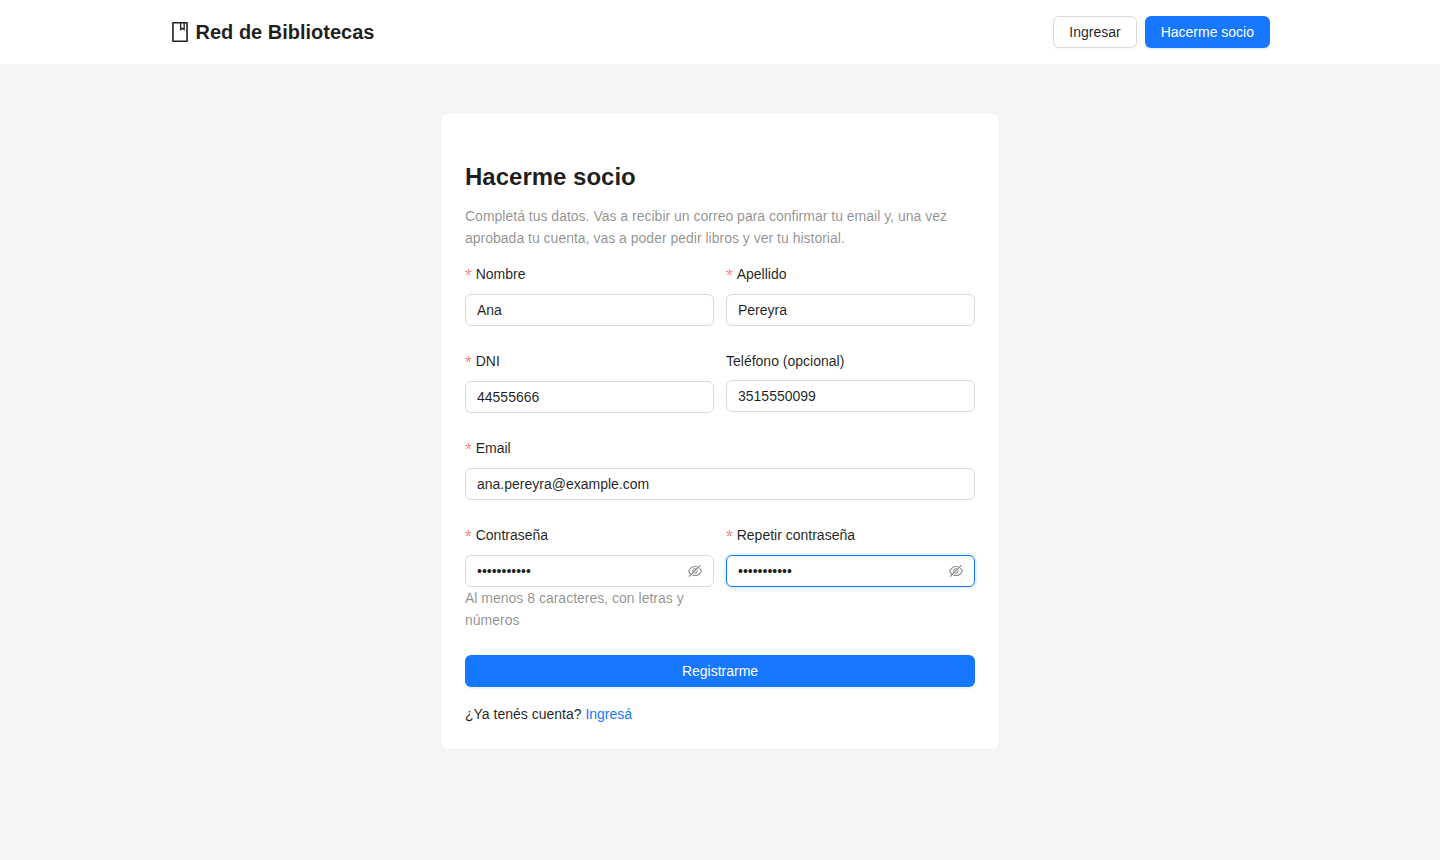 Red de Bibliotecas
Ingresar
Hacerme socio
Hacerme socio
Completá tus datos. Vas a recibir un correo para confirmar tu email y, una vez
aprobada tu cuenta, vas a poder pedir libros y ver tu historial.
* Nombre
* Apellido
Ana
Pereyra
* DNI
Teléfono (opcional)
44555666
3515550099
* Email
ana.pereyra@example.com
* Contraseña
* Repetir contraseña
•••••••••••
•••••••••••
Al menos 8 caracteres, con letras y
números
Registrarme
¿Ya tenés cuenta? Ingresá